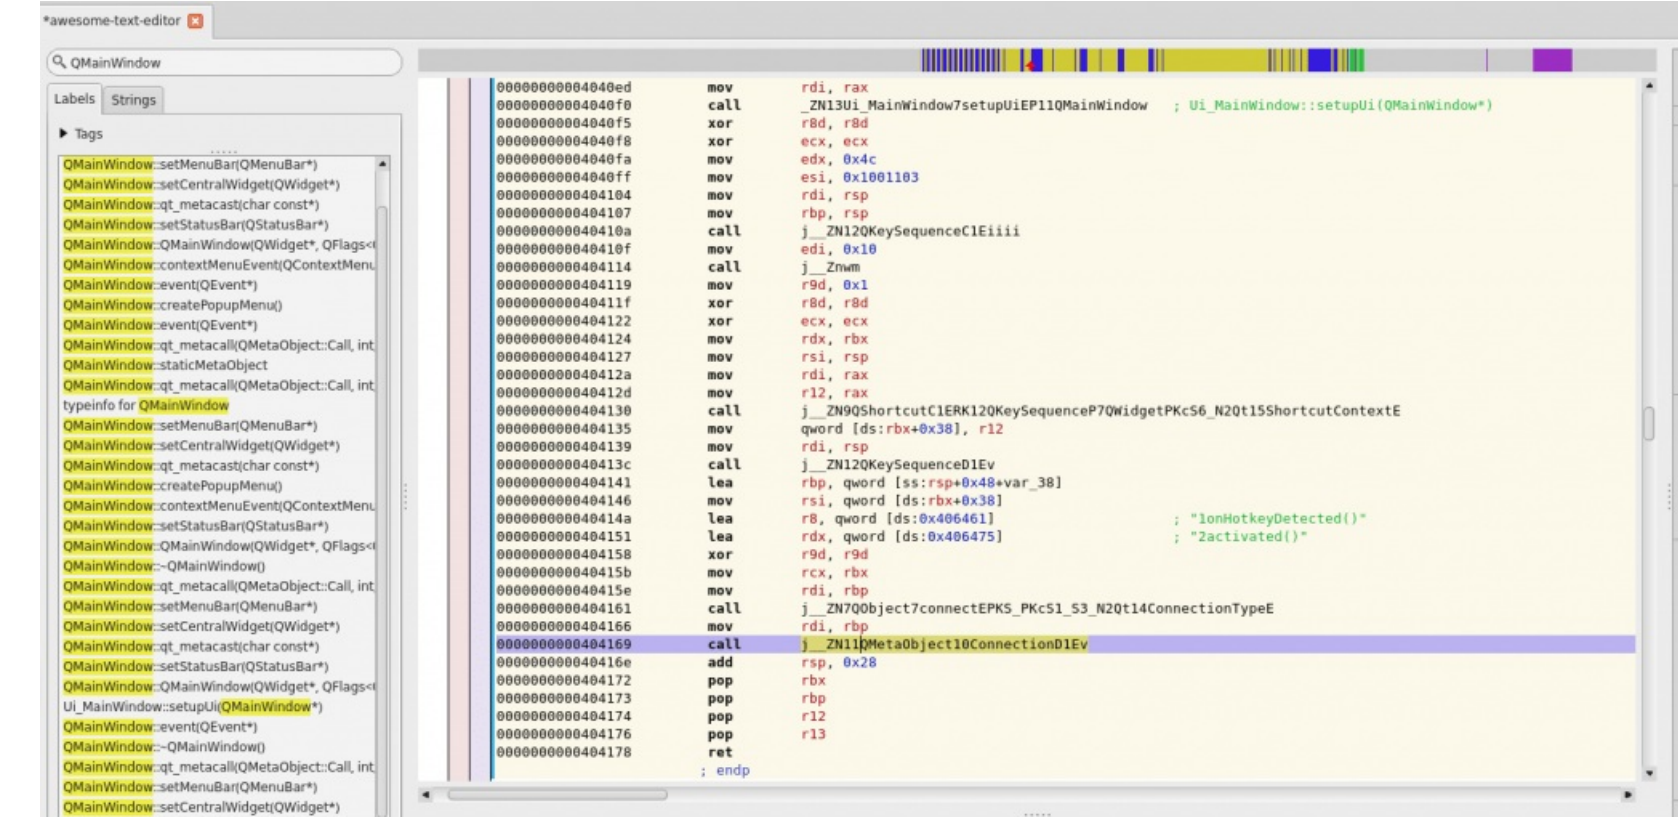 *awesome-text-editor
QMainWindow
Labels Strings
Tags
QMainWindow::setMenuBar(QMenuBar*)
QMainWindow::setCentralWidget(QWidget*)
QMainWindow::qt_metacast(char const*)
QMainWindow::setStatusBar(QStatusBar*)
QMainWindow::QMainWindow(QWidget*, QFlags<
QMainWindow::contextMenuEvent(QContextMenu
QMainWindow::event(QEvent*)
QMainWindow::createPopupMenu()
QMainWindow::event(QEvent*)
QMainWindow::qt_metacall(QMetaObject::Call, int,
QMainWindow::staticMetaObject
QMainWindow::qt_metacall(QMetaObject::Call, int,
typeinfo for QMainWindow
QMainWindow::setMenuBar(QMenuBar*)
QMainWindow::setCentralWidget(QWidget*)
QMainWindow::qt_metacast(char const*)
QMainWindow::createPopupMenu()
QMainWindow::contextMenuEvent(QContextMenu
QMainWindow::setStatusBar(QStatusBar*)
QMainWindow::QMainWindow(QWidget*, QFlags<
QMainWindow::~QMainWindow()
QMainWindow::qt_metacall(QMetaObject::Call, int,
QMainWindow::setMenuBar(QMenuBar*)
QMainWindow::setCentralWidget(QWidget*)
QMainWindow::qt_metacast(char const*)
QMainWindow::setStatusBar(QStatusBar*)
QMainWindow::QMainWindow(QWidget*, QFlags<
Ui_MainWindow::setupUi(QMainWindow*)
QMainWindow::event(QEvent*)
QMainWindow::~QMainWindow()
QMainWindow::qt_metacall(QMetaObject::Call, int,
QMainWindow::setMenuBar(QMenuBar*)
QMainWindow::setCentralWidget(QWidget*)
00000000004040ed mov rdi, rax
00000000004040f0 call _ZN13Ui_MainWindow7setupUiEP11QMainWindow ; Ui_MainWindow::setupUi(QMainWindow*)
00000000004040f5 xor r8d, r8d
00000000004040f8 xor ecx, ecx
00000000004040fa mov edx, 0x4c
00000000004040ff mov esi, 0x1001103
0000000000404104 mov rdi, rsp
0000000000404107 mov rbp, rsp
000000000040410a call j__ZN12QKeySequenceC1Eiiii
000000000040410f mov edi, 0x10
0000000000404114 call j__Znwm
0000000000404119 mov r9d, 0x1
000000000040411f xor r8d, r8d
0000000000404122 xor ecx, ecx
0000000000404124 mov rdx, rbx
0000000000404127 mov rsi, rsp
000000000040412a mov rdi, rax
000000000040412d mov r12, rax
0000000000404130 call j__ZN9QShortcutC1ERK12QKeySequenceP7QWidgetPKcS6_N2Qt15ShortcutContextE
0000000000404135 mov qword [ds:rbx+0x38], r12
0000000000404139 mov rdi, rsp
000000000040413c call j__ZN12QKeySequenceD1Ev
0000000000404141 lea rbp, qword [ss:rsp+0x48+var_38]
0000000000404146 mov rsi, qword [ds:rbx+0x38]
000000000040414a lea r8, qword [ds:0x406461] ; "1onHotkeyDetected()"
0000000000404151 lea rdx, qword [ds:0x406475] ; "2activated()"
0000000000404158 xor r9d, r9d
000000000040415b mov rcx, rbx
000000000040415e mov rdi, rbp
0000000000404161 call j__ZN7QObject7connectEPKS_PKcS1_S3_N2Qt14ConnectionTypeE
0000000000404166 mov rdi, rbp
0000000000404169 call j__ZN11QMetaObject10ConnectionD1Ev
000000000040416e add rsp, 0x28
0000000000404172 pop rbx
0000000000404173 pop rbp
0000000000404174 pop r12
0000000000404176 pop r13
0000000000404178 ret
; endp